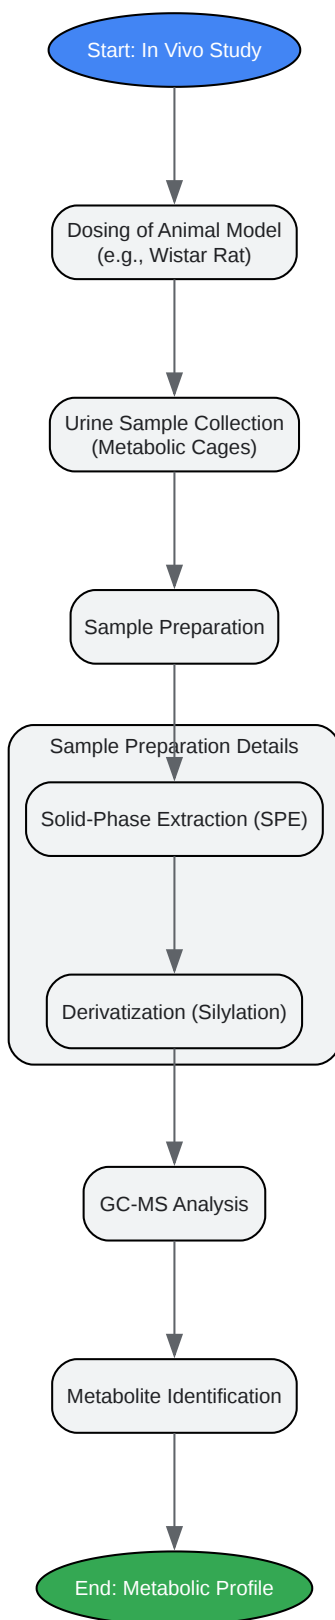 Start: In Vivo Study
Dosing of Animal Model
(e.g., Wistar Rat)
Urine Sample Collection
(Metabolic Cages)
Sample Preparation
Sample Preparation Details
Solid-Phase Extraction (SPE)
Derivatization (Silylation)
GC-MS Analysis
Metabolite Identification
End: Metabolic Profile